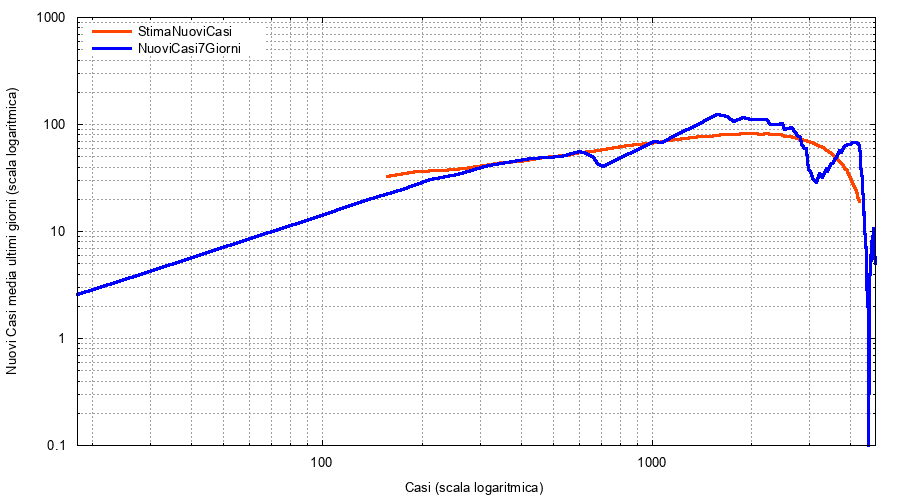 1000
StimaNuoviCasi
NuoviCasi7Giorni
100
10
1
0.1
Nuovi Casi media ultimi giorni (scala logaritmica)
100
1000
Casi (scala logaritmica)